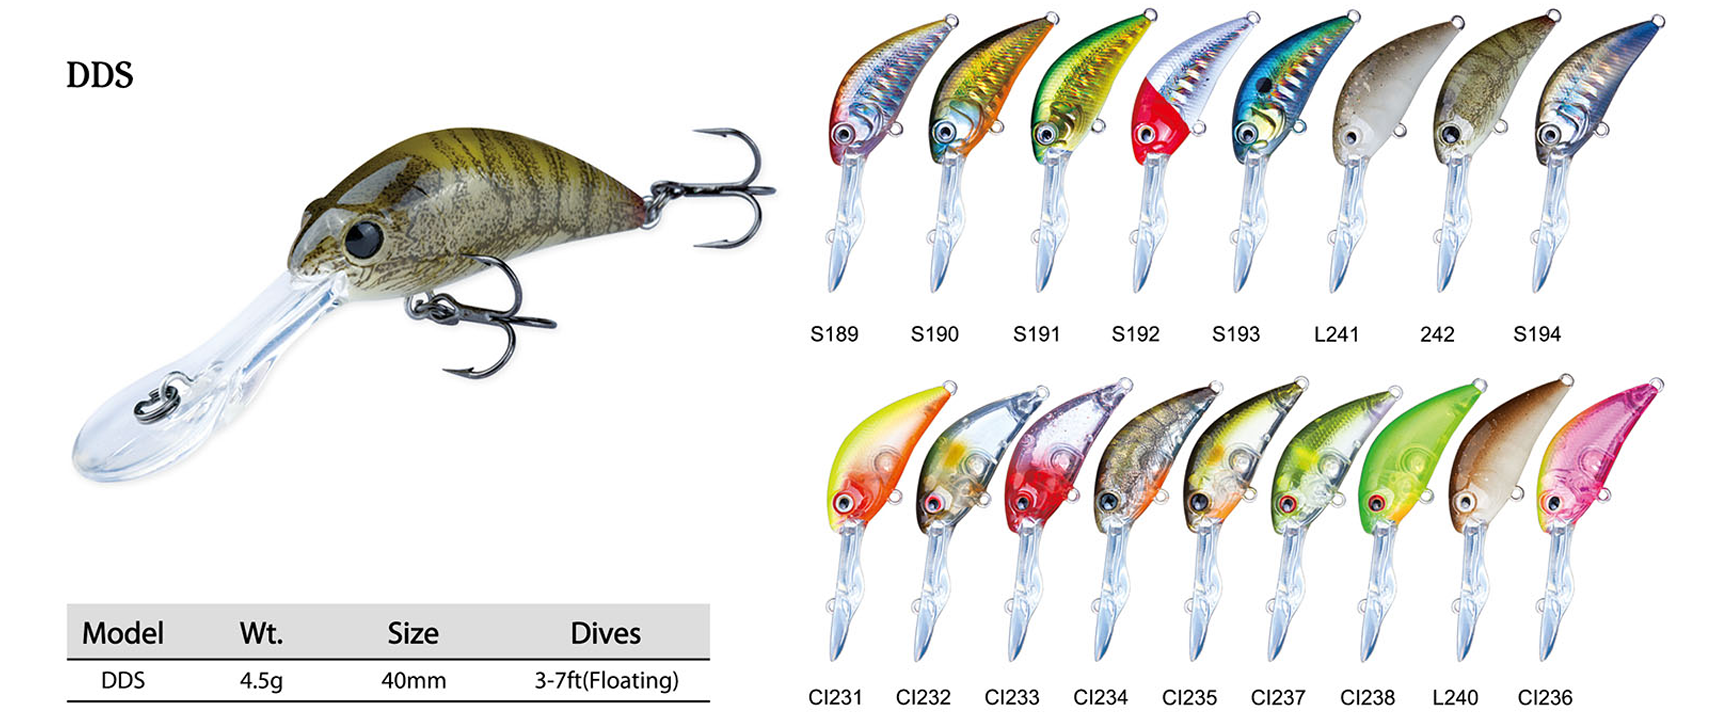 DDS
Model Wt. Size Dives
DDS 4.5g 40mm 3-7ft(Floating)
S189 S190 S191 S192 S193 L241 242 S194
CI231 CI232 CI233 CI234 CI235 CI237 CI238 L240 CI236